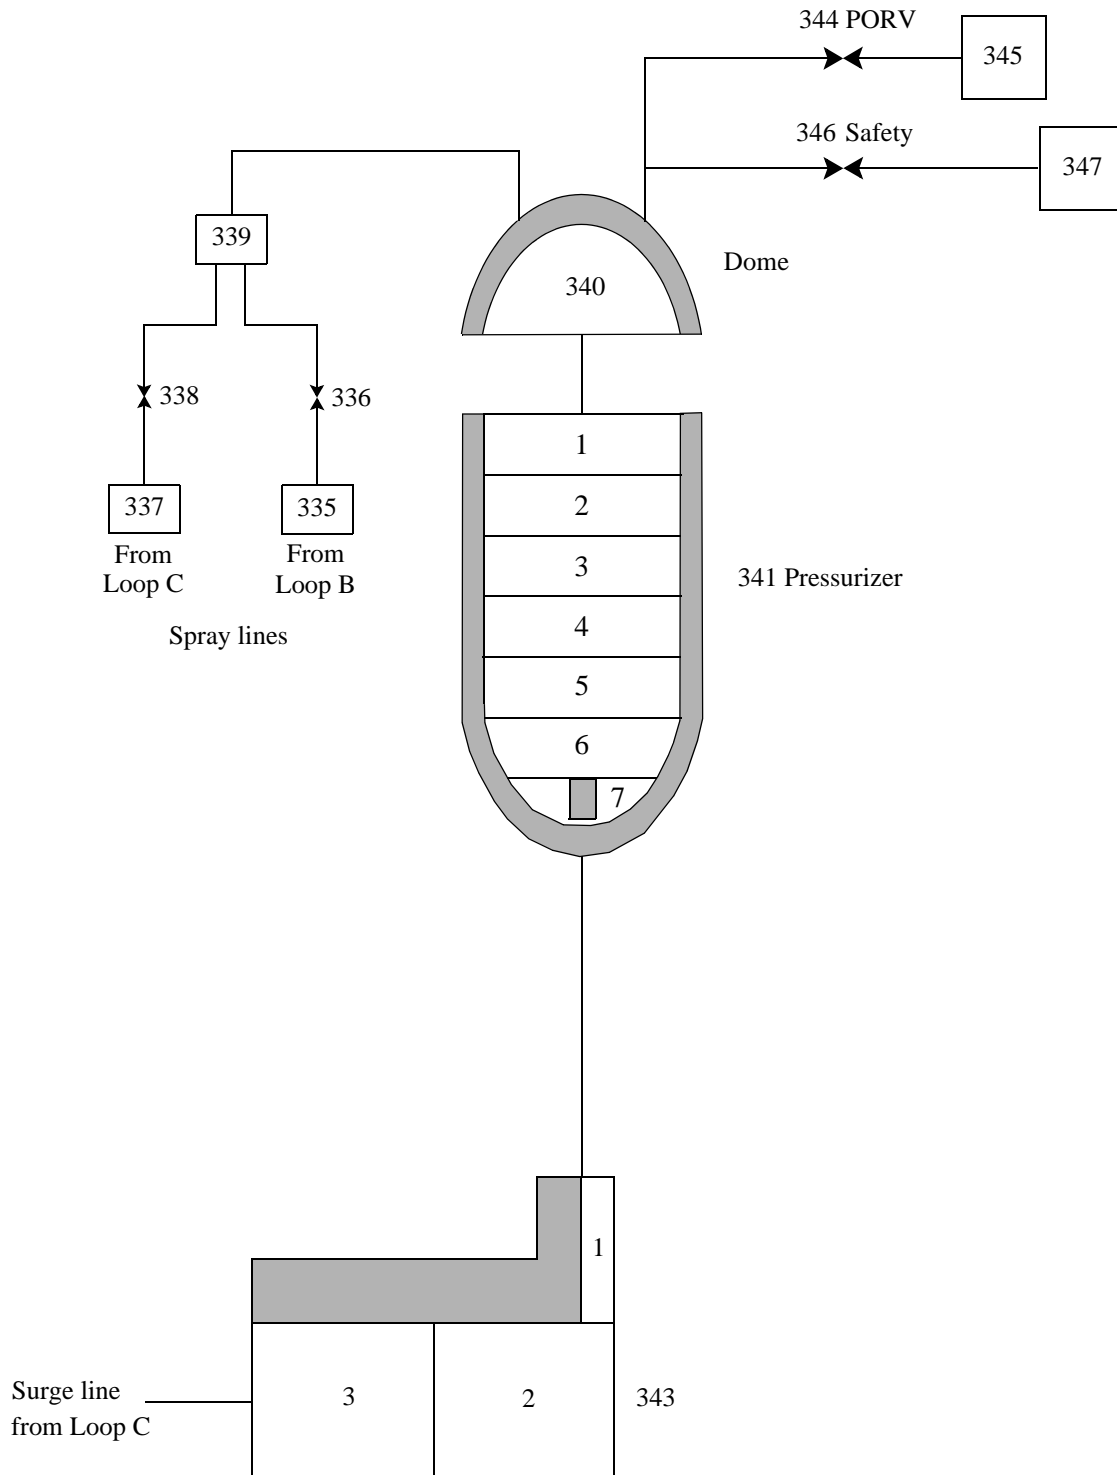 344 PORV
345
346 Safety
347
339
Dome
340
338
336
1
2
337
335
From
Loop C
From
Loop B
3
341 Pressurizer
Spray lines
4
5
6
7
1
Surge line
from Loop C
3
2
343